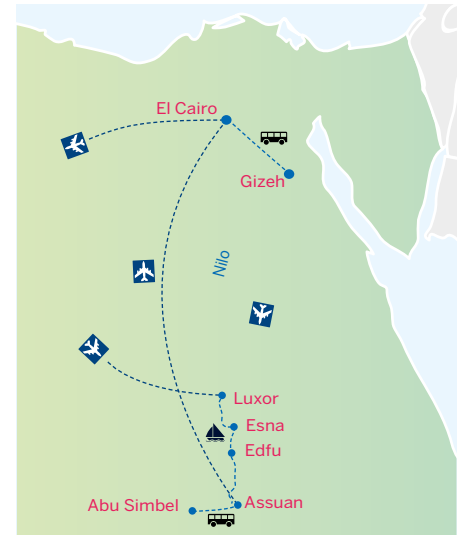 El Cairo
Gizeh
Nilo
Luxor
Esna
Edfu
Abu Simbel
Assuan